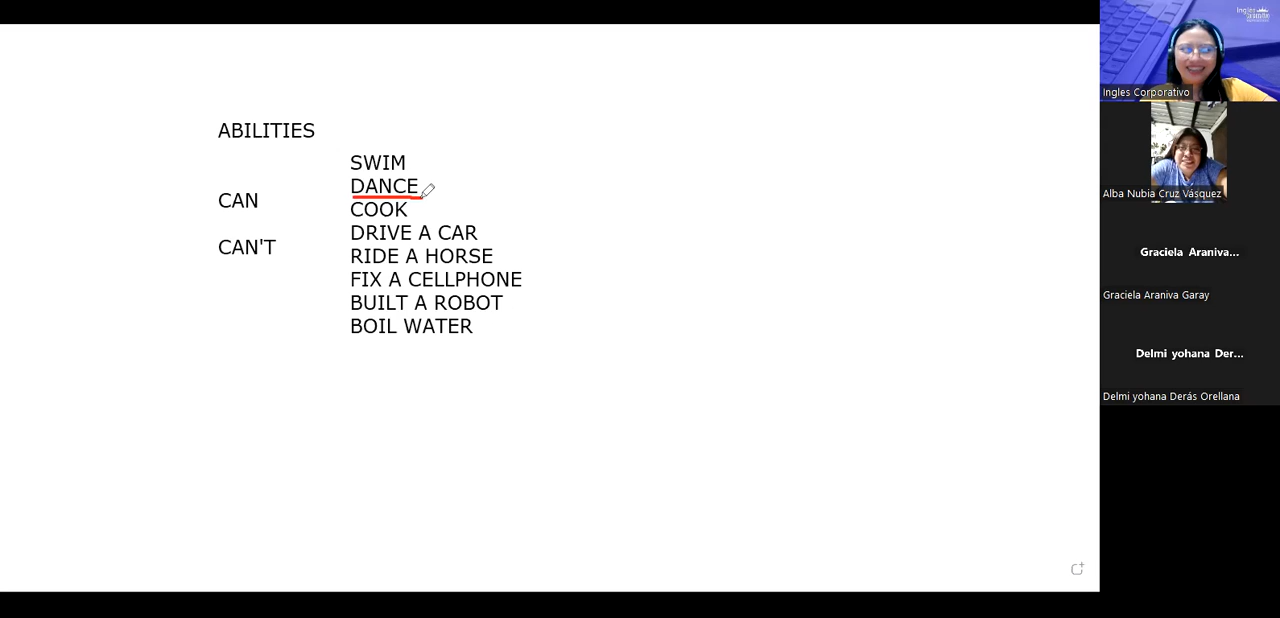 ABILITIES
SWIM
DANCE
CAN
COOK
DRIVE A CAR
CAN'T
RIDE A HORSE
FIX A CELLPHONE
BUILT A ROBOT
BOIL WATER
Ingles Corporativo
Alba Nubia Cruz Vásquez
Graciela Araniva...
Graciela Araniva Garay
Delmi yohana Der...
Delmi yohana Derás Orellana